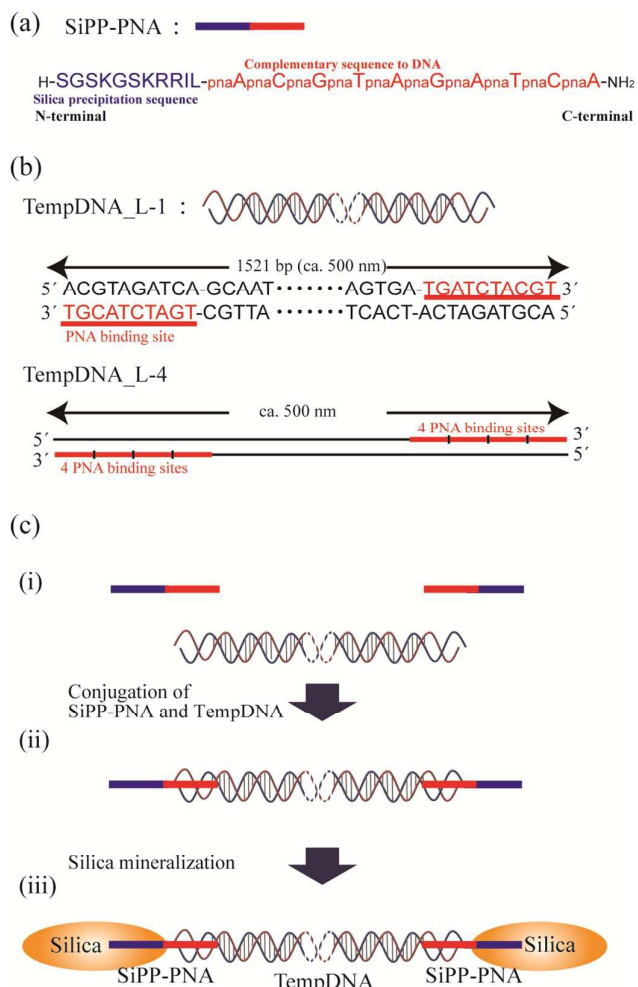 (a)
SiPP-PNA :
Complementary sequence to DNA
H-SGSKGSKRRIL-pnaApnaCpnaGpnaTpnaApnaGpnaApnaTpnaCpnaA-NH₂
Silica precipitation sequence
N-terminal C-terminal
(b)
TempDNA_L-1 :
1521 bp (ca. 500 nm)
5´ ACGTAGATCA-GCAAT ······· AGTGA-TGATCTACGT 3´
3´ TGCATCTAGT-CGTTA ······· TCACT-ACTAGATGCA 5´
PNA binding site
TempDNA_L-4
ca. 500 nm
5´ 4 PNA binding sites 3´
3´ 4 PNA binding sites 5´
(c)
(i)
Conjugation of
SiPP-PNA and TempDNA
(ii)
Silica mineralization
(iii)
Silica Silica
SiPP-PNA TempDNA SiPP-PNA